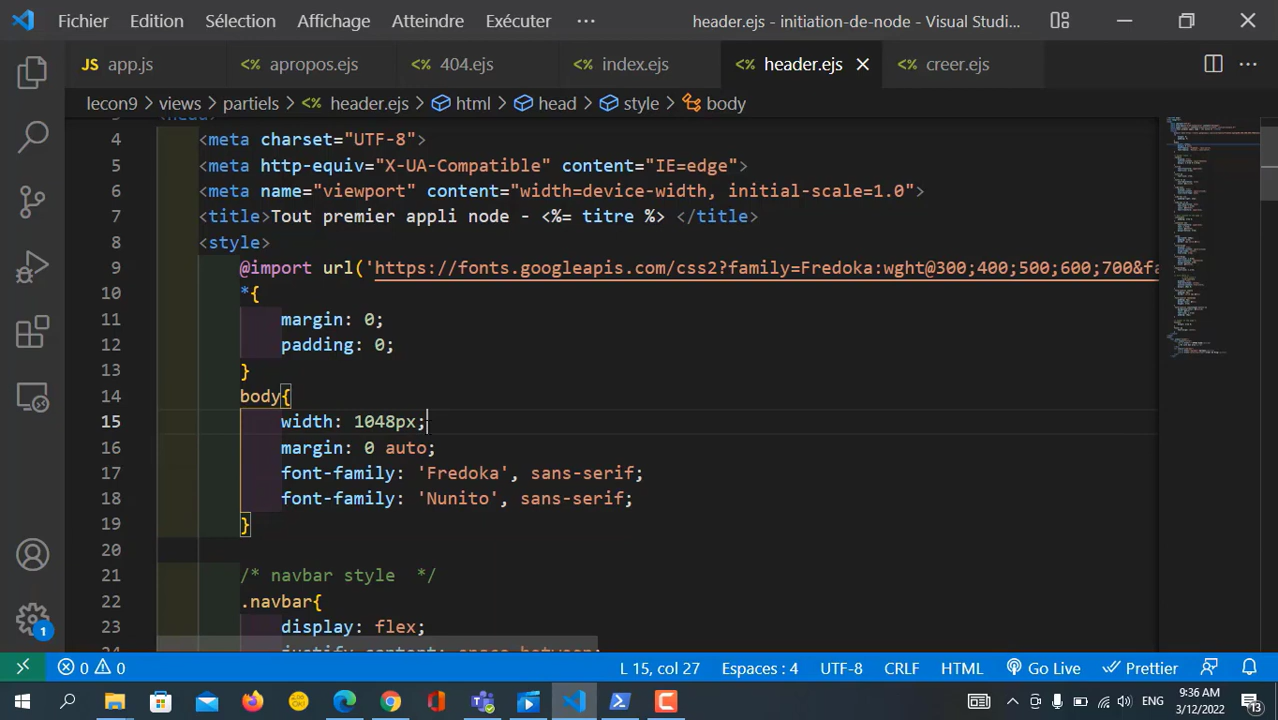 Fichier Edition Sélection Affichage Atteindre Exécuter ··· header.ejs - initiation-de-node - Visual Studi...
JS app.js <%= apropos.ejs <%= 404.ejs <%= index.ejs <%= header.ejs <%= creer.ejs
lecon9 > views > partiels > <%= header.ejs > html > head > style > body
4 <meta charset="UTF-8">
5 <meta http-equiv="X-UA-Compatible" content="IE=edge">
6 <meta name="viewport" content="width=device-width, initial-scale=1.0">
7 <title>Tout premier appli node - <%= titre %> </title>
8 <style>
9 @import url('https://fonts.googleapis.com/css2?family=Fredoka:wght@300;400;500;600;700&fa
10 *{
11 margin: 0;
12 padding: 0;
13 }
14 body{
15 width: 1048px;
16 margin: 0 auto;
17 font-family: 'Fredoka', sans-serif;
18 font-family: 'Nunito', sans-serif;
19 }
20
21 /* navbar style */
22 .navbar{
23 display: flex;
1
0 0 L 15, col 27 Espaces : 4 UTF-8 CRLF HTML Go Live Prettier
ENG 9:36 AM
3/12/2022 13